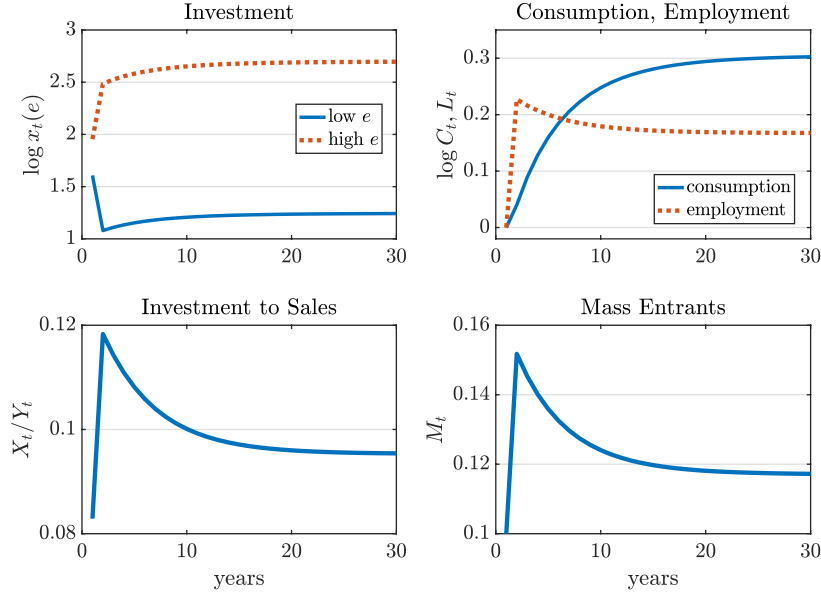 Investment
3
2.5
2
1.5
1
log x_t(e)
low e
high e
0
10
20
30
Consumption, Employment
0.3
0.2
0.1
0
log C_t, L_t
consumption
employment
0
10
20
30
Investment to Sales
0.12
0.1
0.08
X_t/Y_t
0
10
20
30
years
Mass Entrants
0.16
0.14
0.12
0.1
M_t
0
10
20
30
years